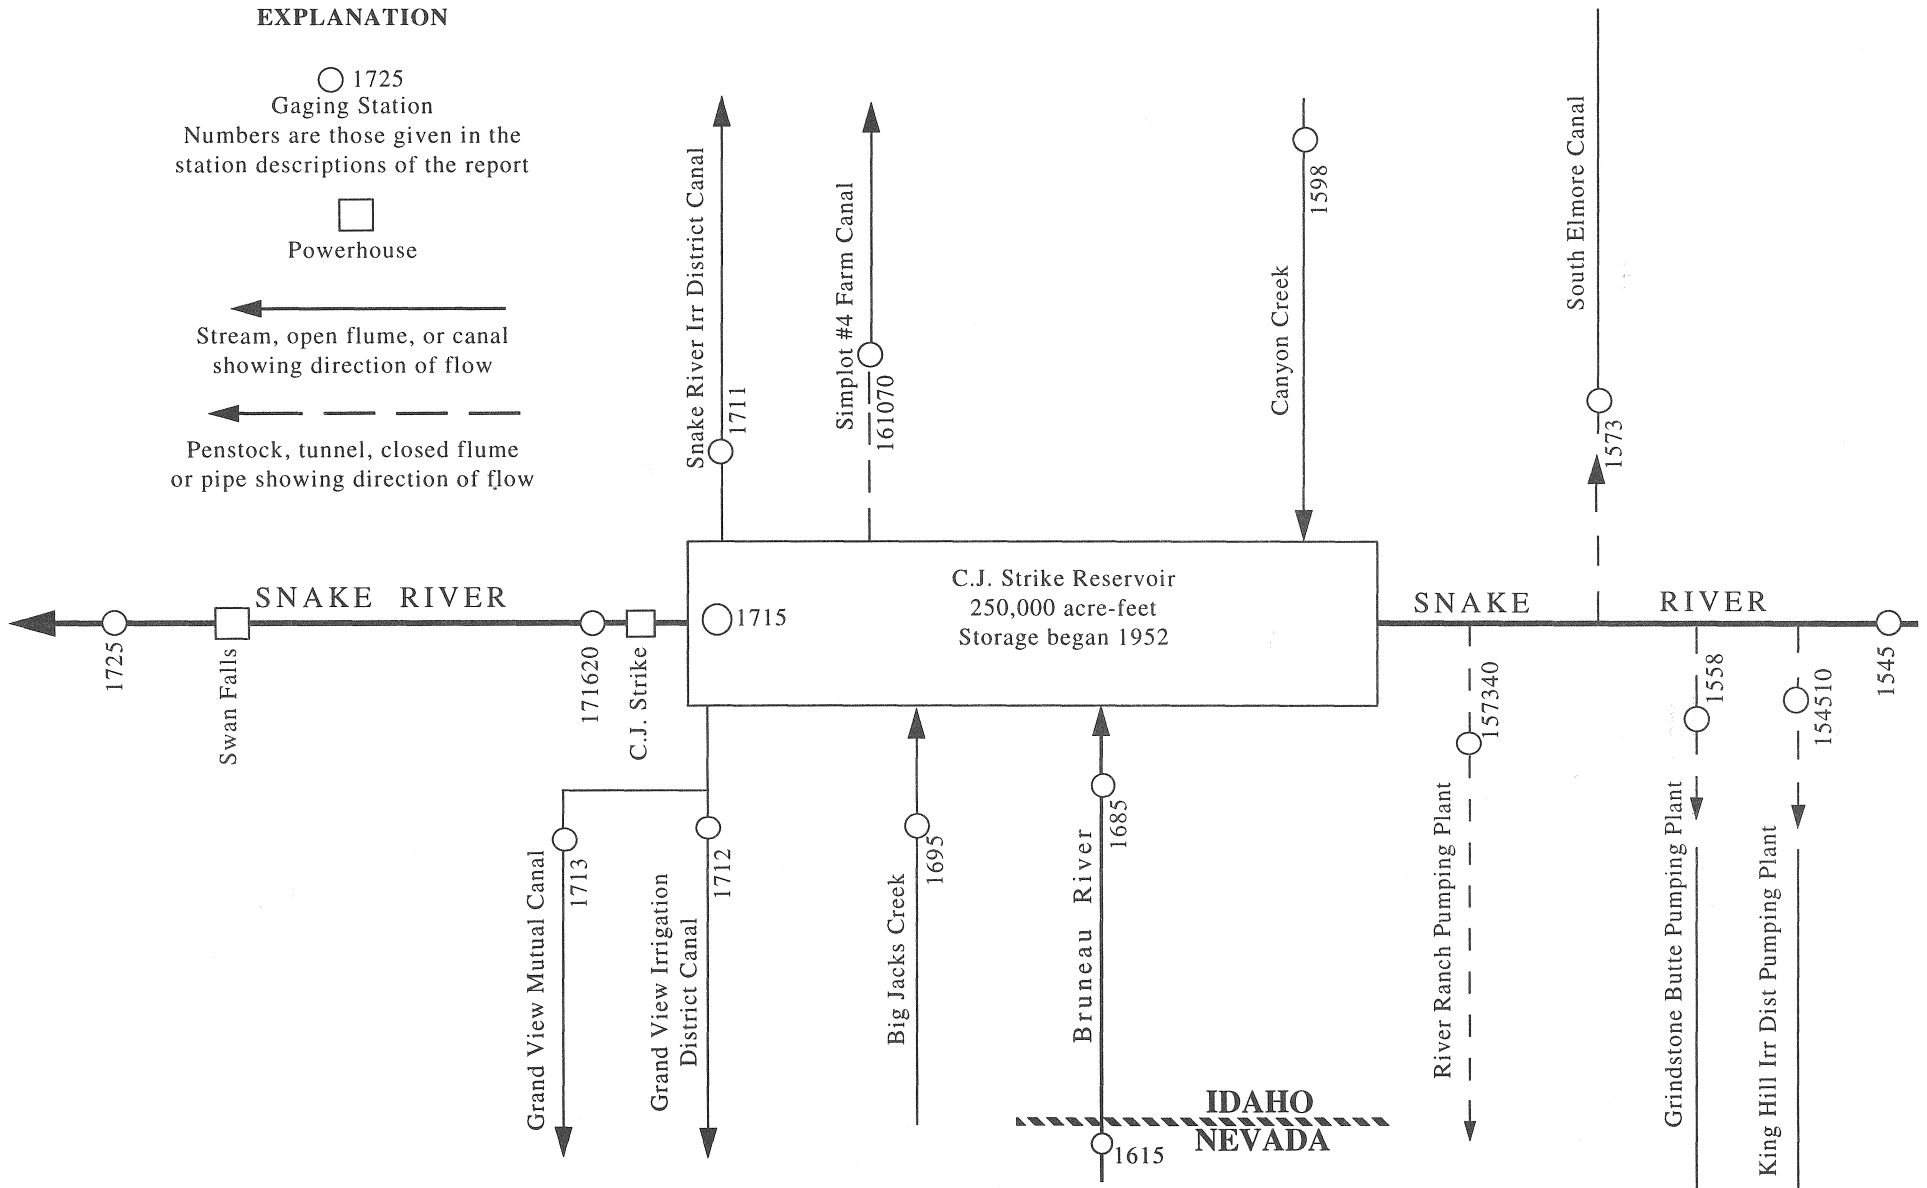 EXPLANATION
1725
Gaging Station
Numbers are those given in the
station descriptions of the report
Powerhouse
Stream, open flume, or canal
showing direction of flow
Penstock, tunnel, closed flume
or pipe showing direction of flow
Snake River Irr District Canal
1711
Simplot #4 Farm Canal
161070
Canyon Creek
1598
South Elmore Canal
1573
SNAKE RIVER
1725
Swan Falls
171620
C.J. Strike
1715
C.J. Strike Reservoir
250,000 acre-feet
Storage began 1952
SNAKE RIVER
157340
1558
154510
1545
Grand View Mutual Canal
1713
Grand View Irrigation
District Canal
1712
Big Jacks Creek
1695
Bruneau River
1685
River Ranch Pumping Plant
Grindstone Butte Pumping Plant
King Hill Irr Dist Pumping Plant
IDAHO
NEVADA
1615